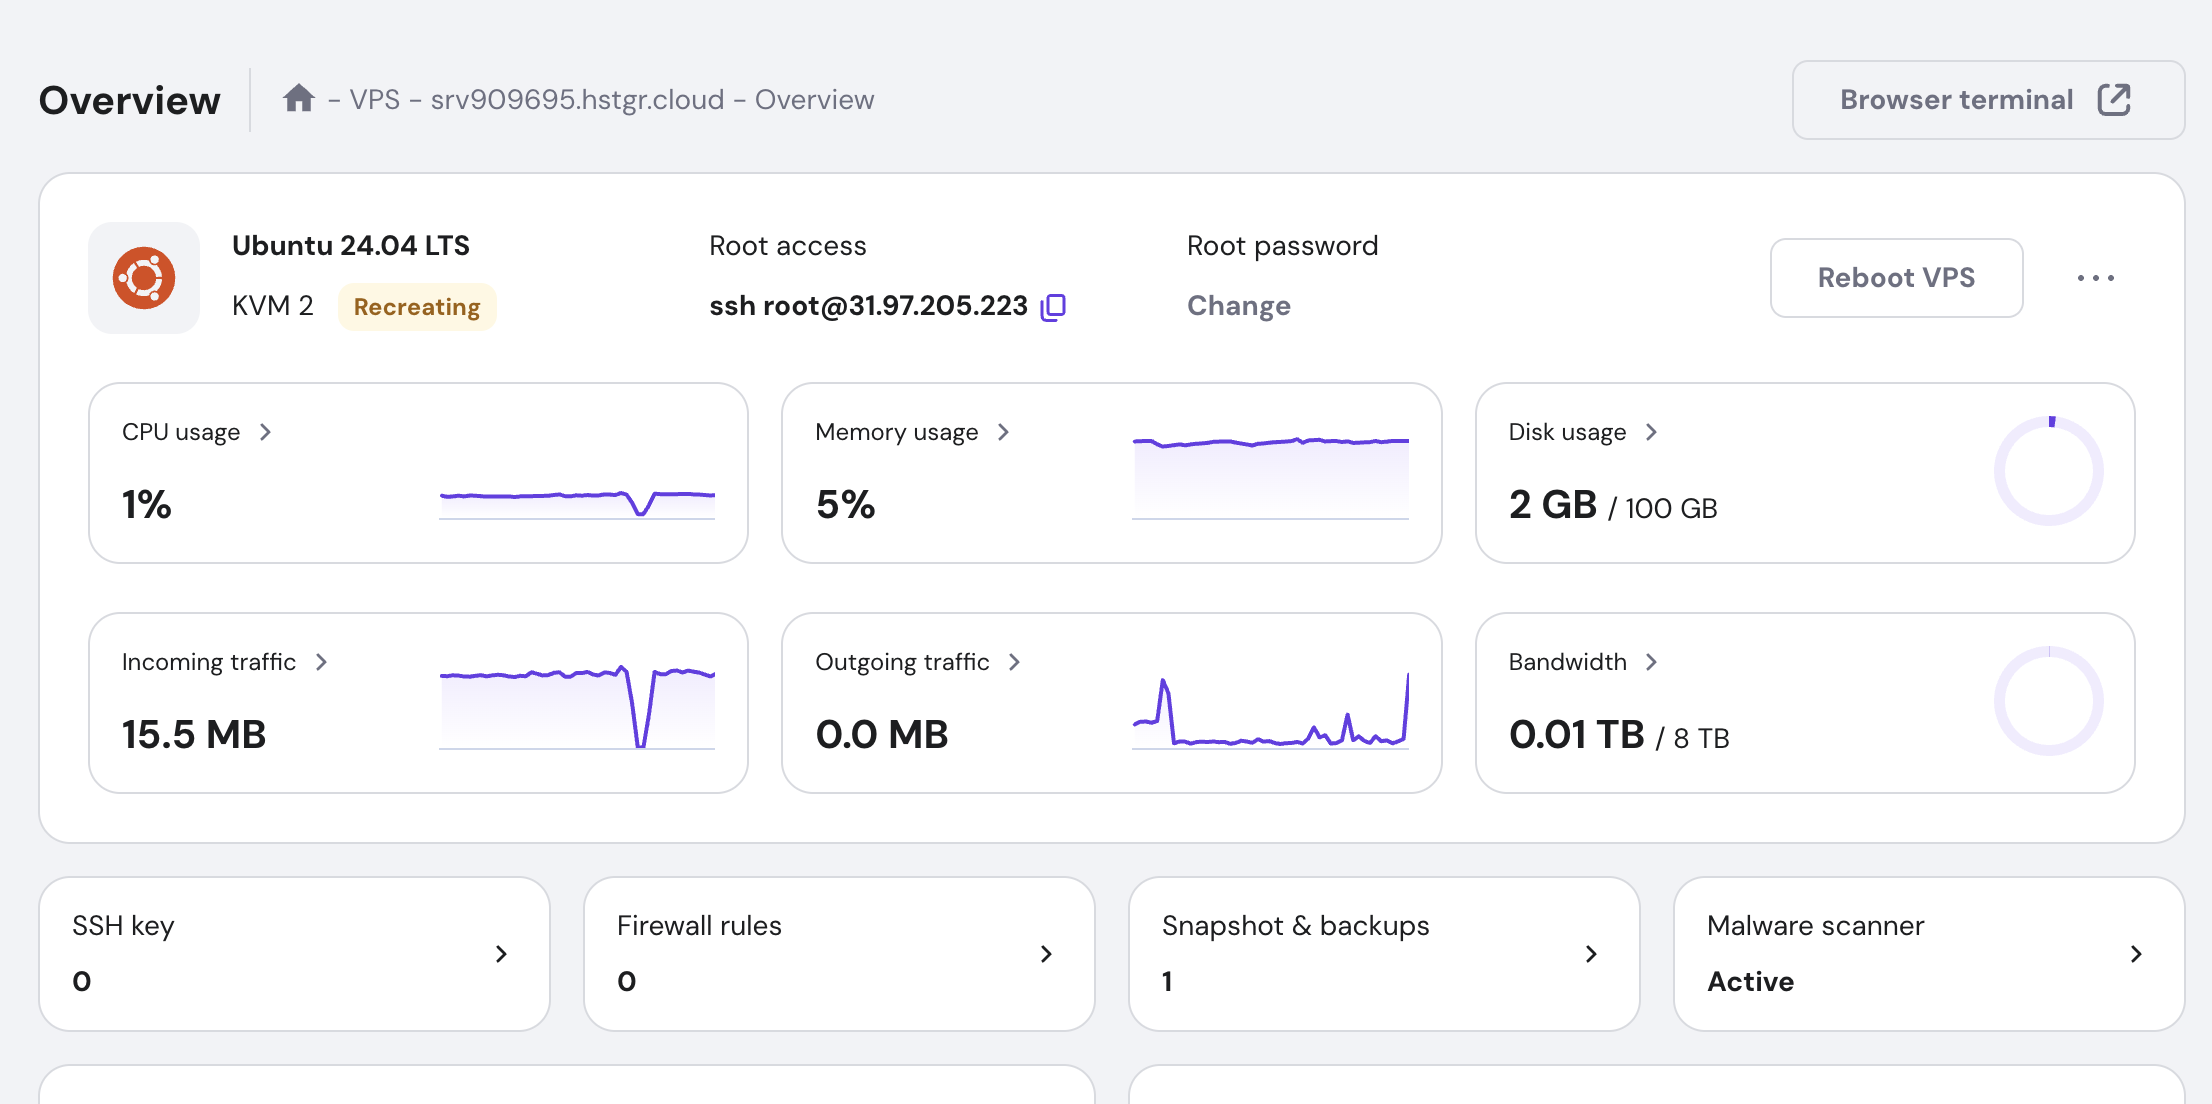 Overview
– VPS – srv909695.hstgr.cloud – Overview
Browser terminal
Ubuntu 24.04 LTS
KVM 2
Recreating
Root access
ssh root@31.97.205.223
Root password
Change
Reboot VPS
CPU usage
1%
Memory usage
5%
Disk usage
2 GB / 100 GB
Incoming traffic
15.5 MB
Outgoing traffic
0.0 MB
Bandwidth
0.01 TB / 8 TB
SSH key
0
Firewall rules
0
Snapshot & backups
1
Malware scanner
Active